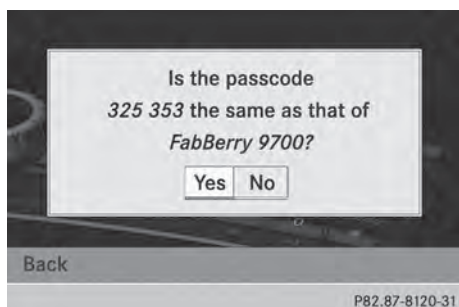 Is the passcode
325 353 the same as that of
FabBerry 9700?
Yes No
Back
P82.87-8120-31